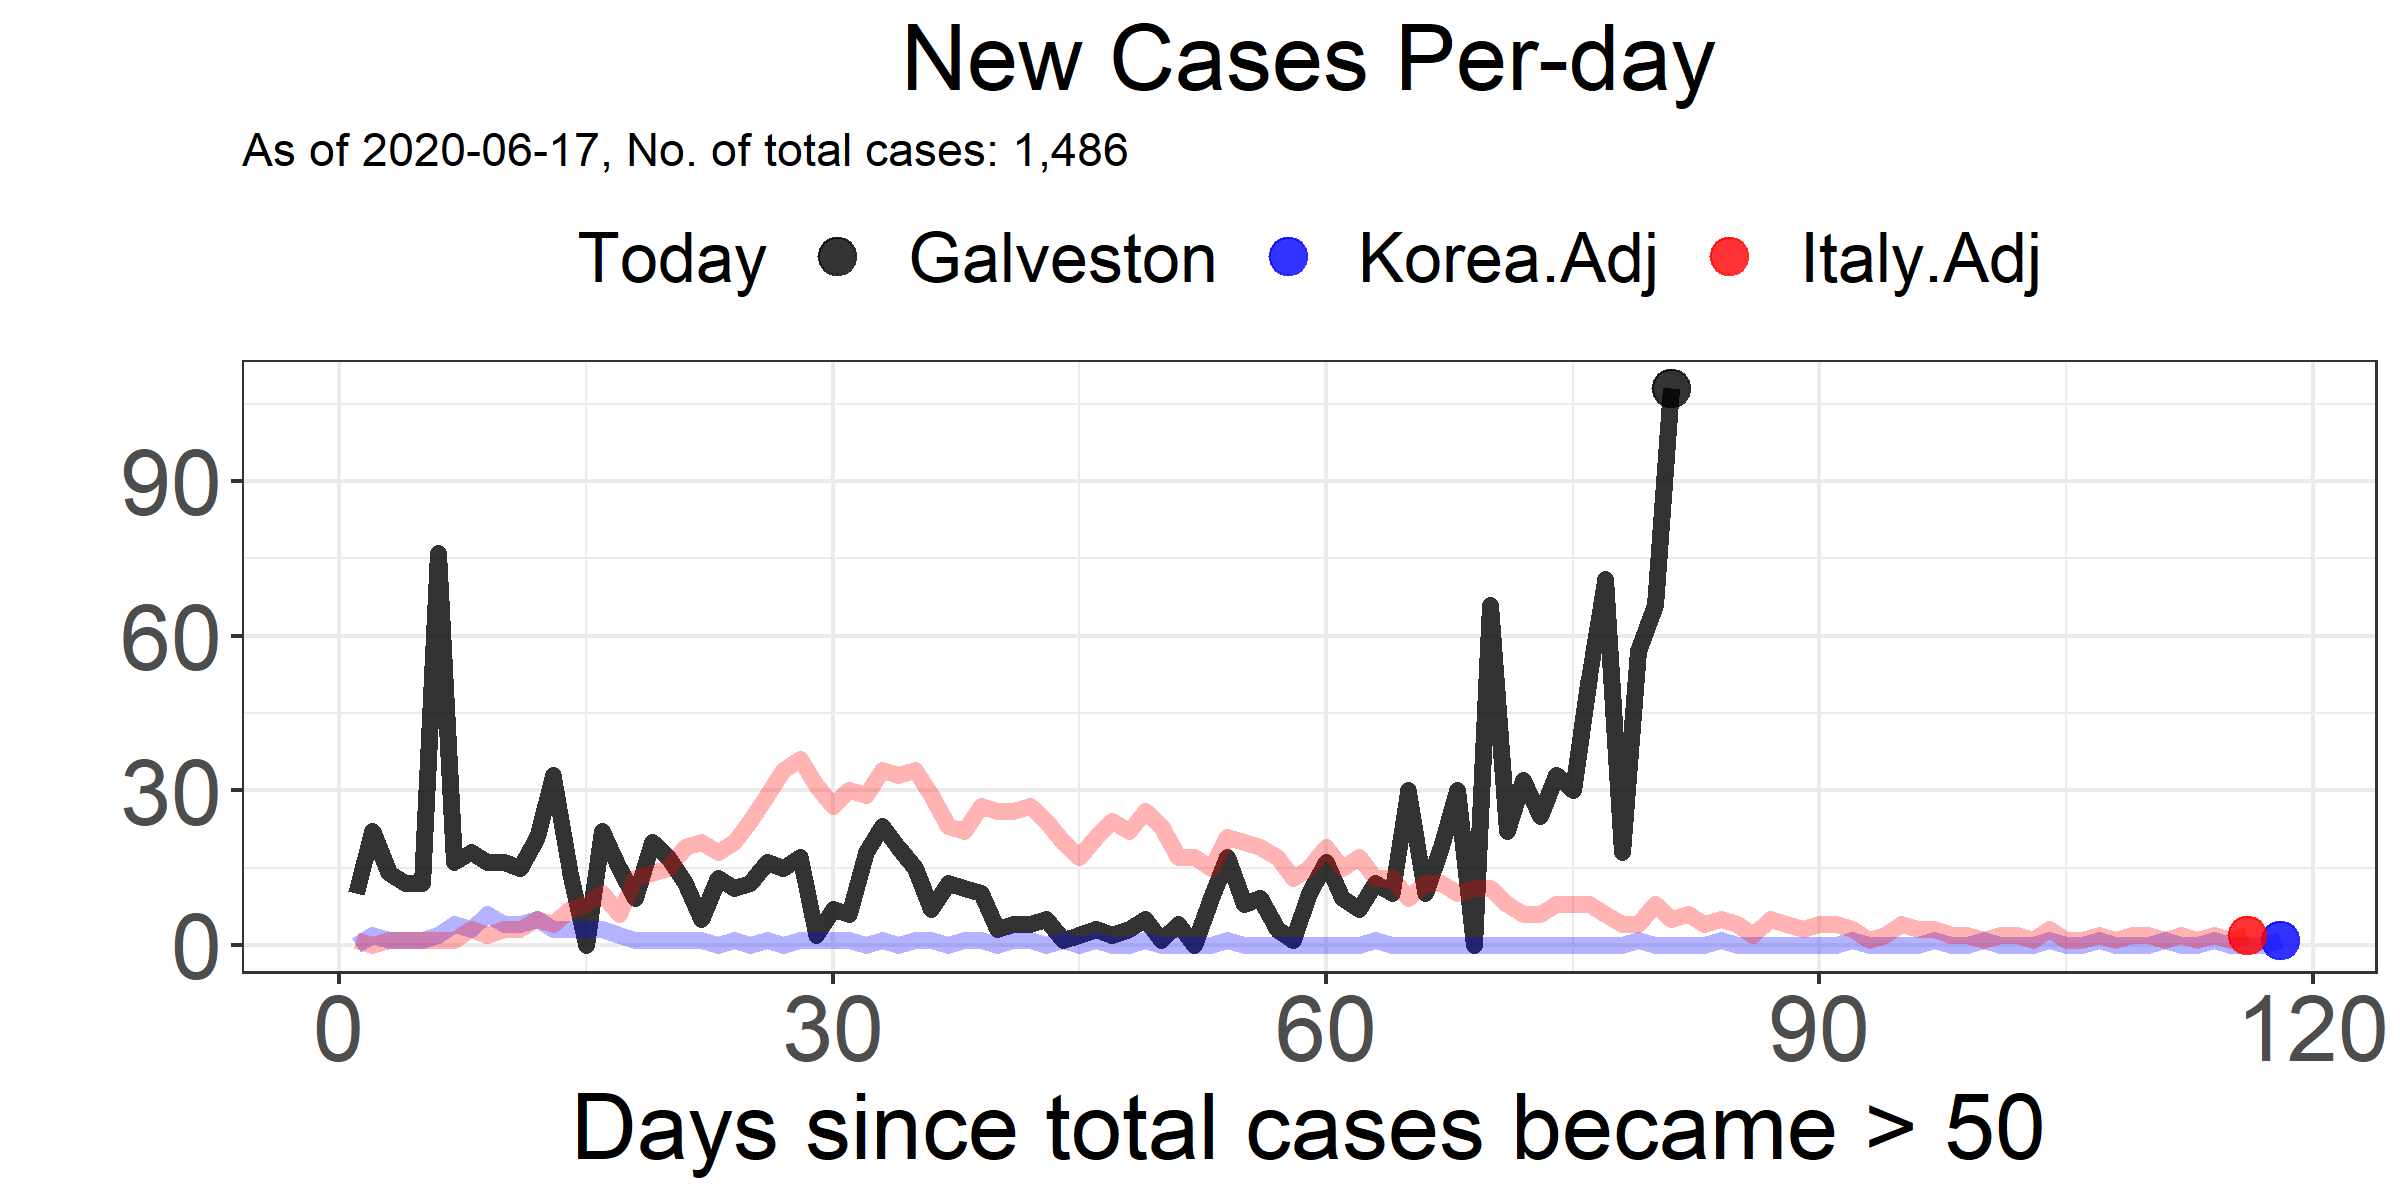 New Cases Per-day
As of 2020-06-17, No. of total cases: 1,486
Today Galveston Korea.Adj Italy.Adj
90
60
30
0
0 30 60 90 120
Days since total cases became > 50